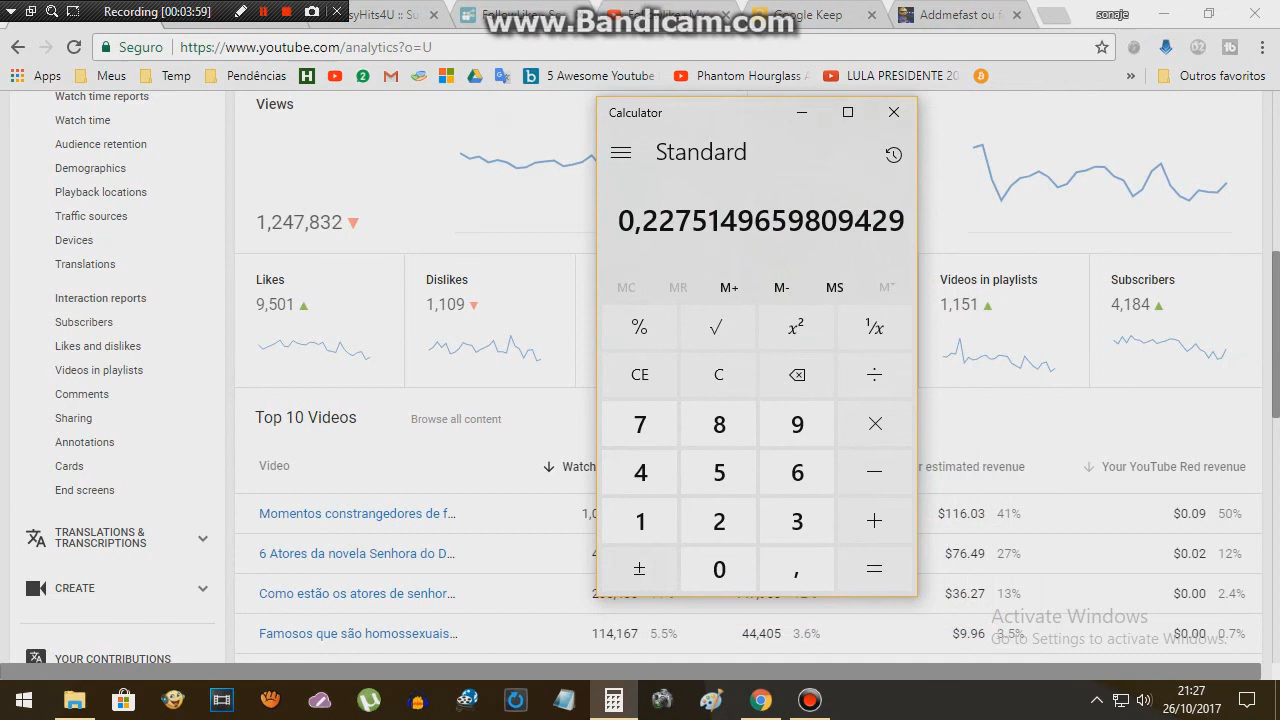 Recording [00:03:59]
www.Bandicam.com
syHits4U :: Su
Google Keep
Addmefast ou f
sonaje
Seguro
https://www.youtube.com/analytics?o=U
Apps
Meus
Temp
Pendências
5 Awesome Youtube
Phantom Hourglass A
LULA PRESIDENTE 20
»
Outros favoritos
Watch time reports
Watch time
Audience retention
Demographics
Playback locations
Traffic sources
Devices
Translations
Interaction reports
Subscribers
Likes and dislikes
Videos in playlists
Comments
Sharing
Annotations
Cards
End screens
TRANSLATIONS &
TRANSCRIPTIONS
CREATE
YOUR CONTRIBUTIONS
Views
1,247,832
Likes
9,501
Dislikes
1,109
Videos in playlists
1,151
Subscribers
4,184
Top 10 Videos
Browse all content
Video
Watch
r estimated revenue
Your YouTube Red revenue
Momentos constrangedores de f...
$116.03 41%
$0.09 50%
6 Atores da novela Senhora do D...
$76.49 27%
$0.02 12%
Como estão os atores de senhor...
$36.27 13%
$0.00 2.4%
Famosos que são homossexuais...
114,167 5.5%
44,405 3.6%
$9.96 3.5%
$0.00 0.7%
Calculator
Standard
0,2275149659809429
MC MR M+ M- MS M
% √ x² ¹/x
CE C ÷
7 8 9 ×
4 5 6 −
1 2 3 +
± 0 , =
Activate Windows
Go to Settings to activate Windows.
21:27
26/10/2017